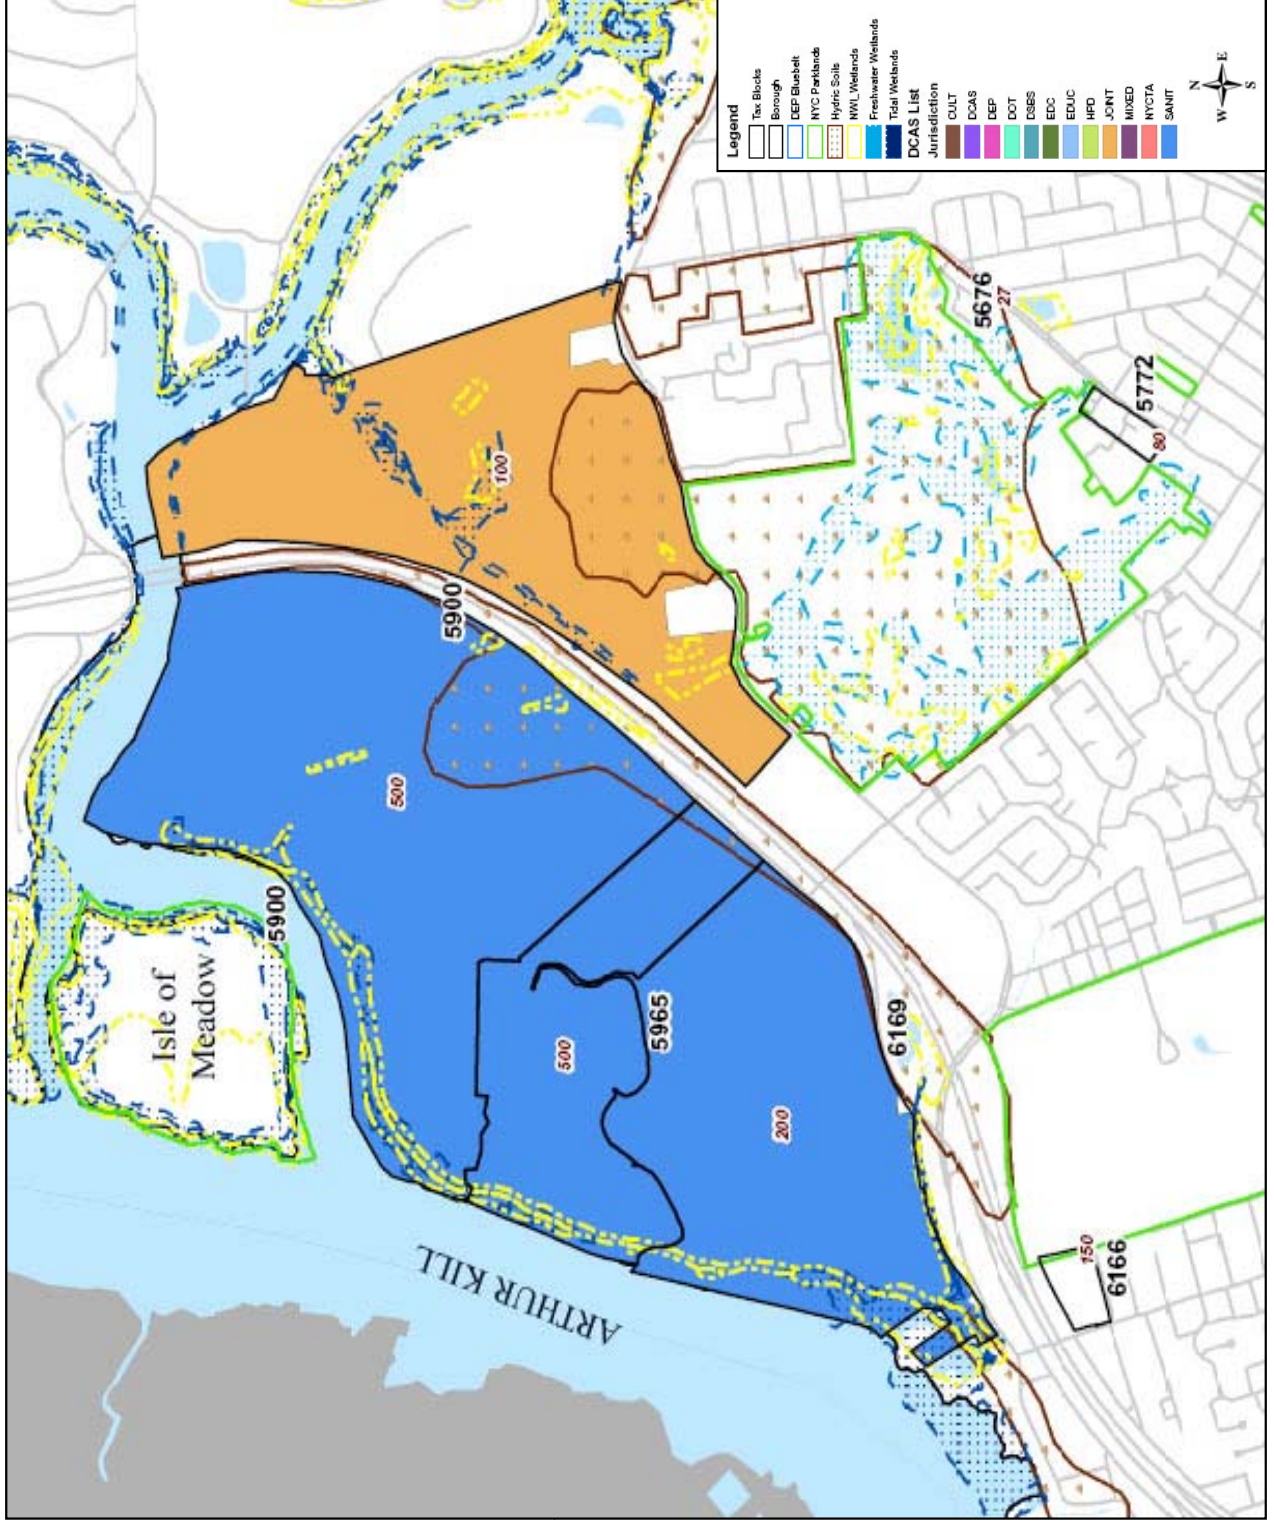 Legend
Tax Blocks
Borough
DEP Bluebelt
NYC Parklands
Hydric Soils
NWI_Wetlands
Freshwater Wetlands
Tidal Wetlands
DCAS List
Jurisdiction
CULT
DCAS
DEP
DOT
DSBS
EDC
EDUC
HPD
JOINT
MIXED
NYCTA
SANIT
N
W
E
S
5900
Isle of
Meadow
5900
500
100
5676
27
5772
80
500
5965
200
6169
ARTHUR KILL
150
6166